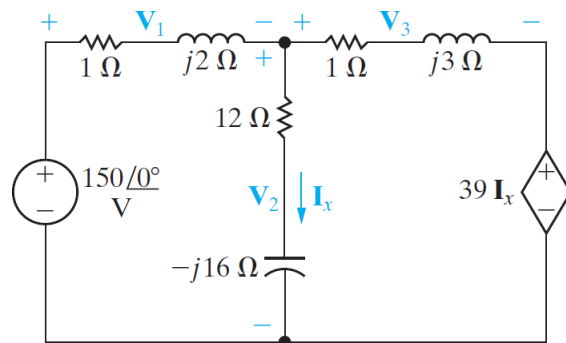 + V₁ − − +
+ V₃ −
1 Ω j2 Ω + 1 Ω j3 Ω
12 Ω
+ 150/0° V −
V₂ Iₓ
39 Iₓ + −
−j16 Ω
−